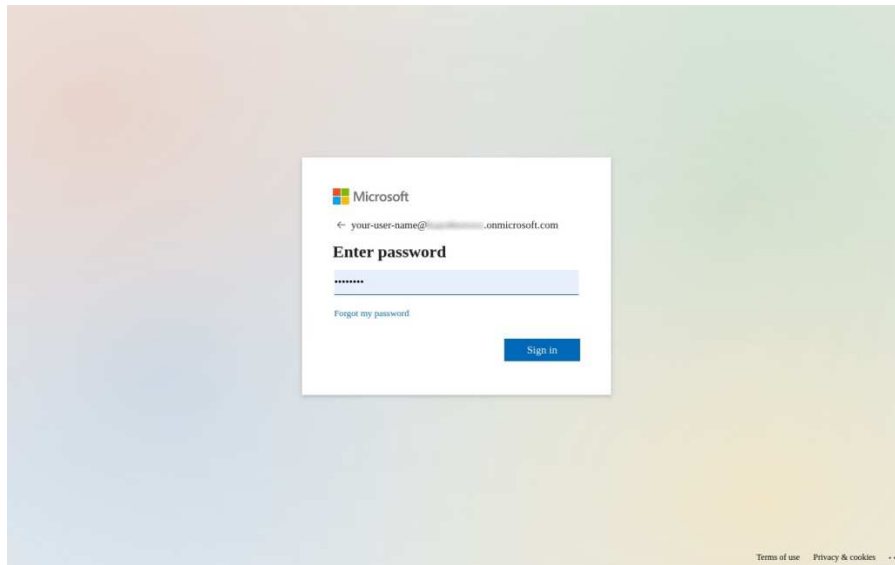 Microsoft
← your-user-name@ .onmicrosoft.com
Enter password
••••••••
Forgot my password
Sign in
Terms of use Privacy & cookies